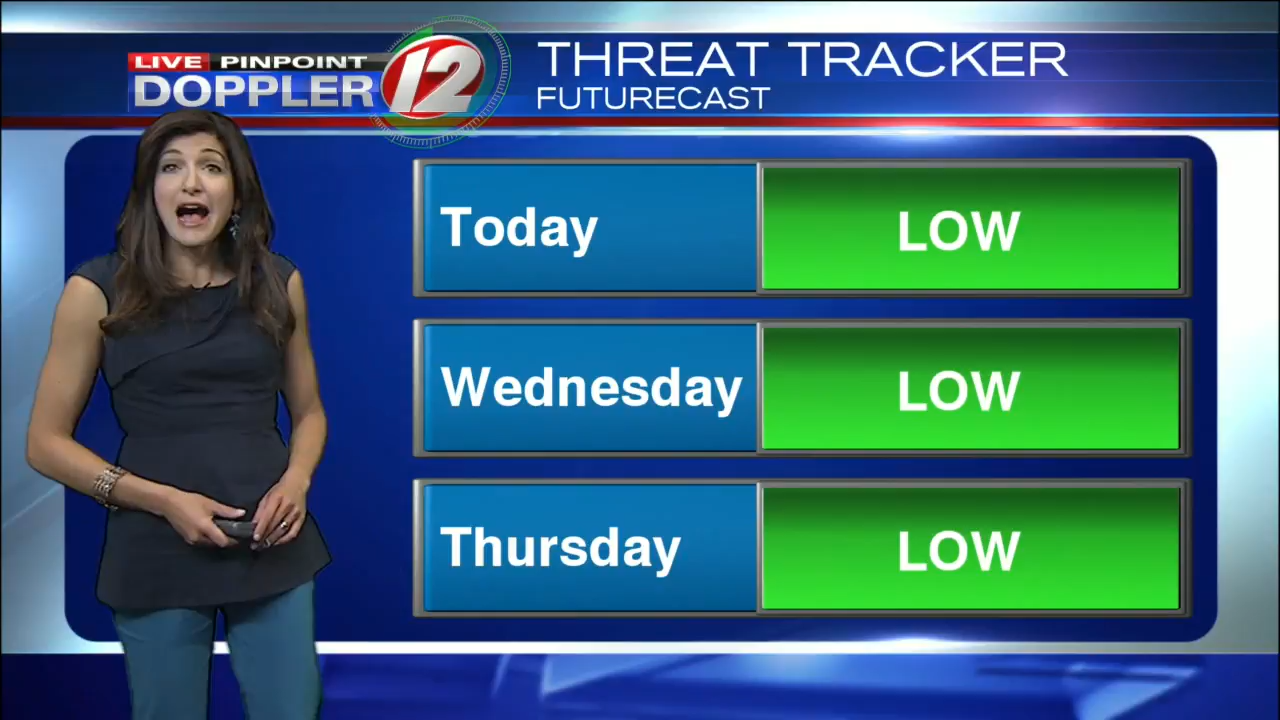 LIVE PINPOINT
DOPPLER 12
THREAT TRACKER
FUTURECAST
Today LOW
Wednesday LOW
Thursday LOW